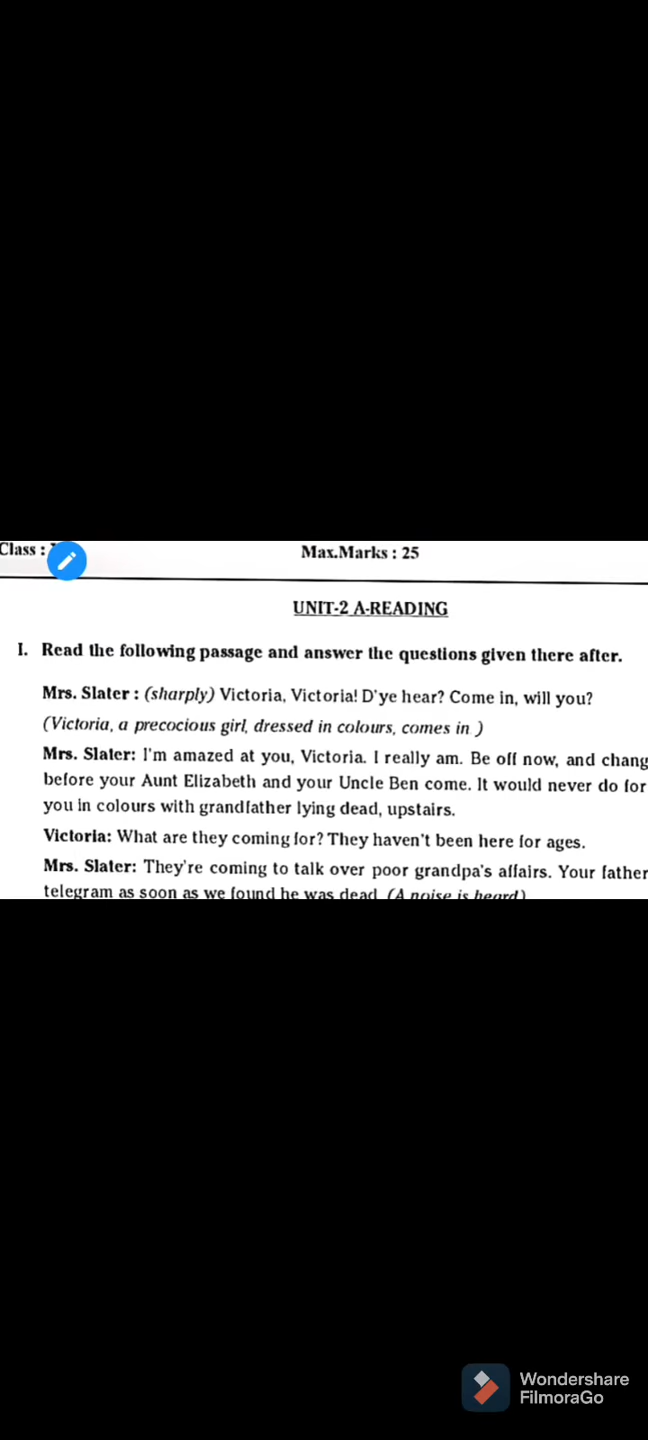 Class :
Max.Marks : 25
UNIT-2 A-READING
I. Read the following passage and answer the questions given there after.
Mrs. Slater : (sharply) Victoria, Victoria! D'ye hear? Come in, will you?
(Victoria, a precocious girl, dressed in colours, comes in )
Mrs. Slater: I'm amazed at you, Victoria. I really am. Be off now, and chang
before your Aunt Elizabeth and your Uncle Ben come. It would never do for
you in colours with grandfather lying dead, upstairs.
Victoria: What are they coming for? They haven't been here for ages.
Mrs. Slater: They're coming to talk over poor grandpa's affairs. Your father
telegram as soon as we found he was dead (A noise is heard)
Wondershare
FilmoraGo